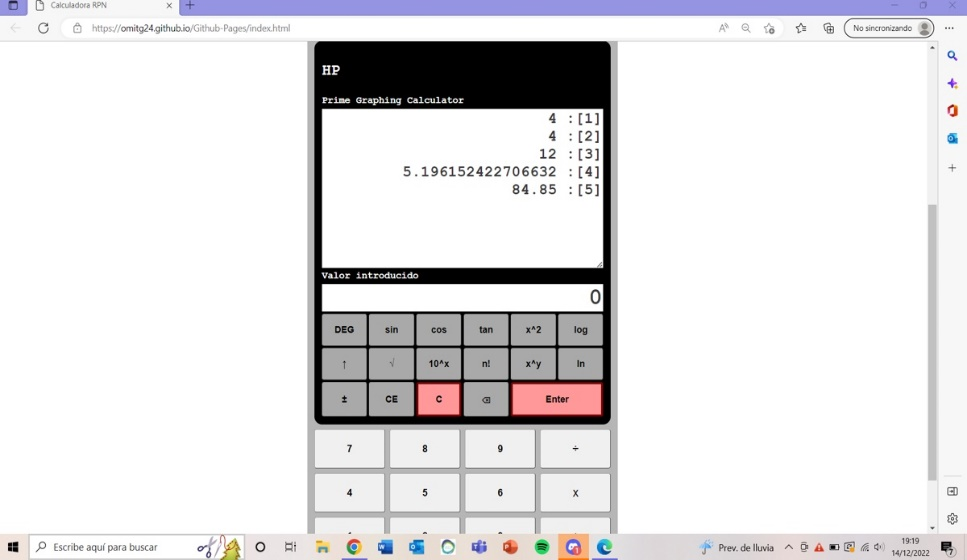 Calculadora RPN
https://omitg24.github.io/Github-Pages/index.html
No sincronizando
HP
Prime Graphing Calculator
4 :[1]
4 :[2]
12 :[3]
5.196152422706632 :[4]
84.85 :[5]
Valor introducido
0
DEG sin cos tan x^2 log
↑ √ 10^x n! x^y ln
± CE C ⌫ Enter
7 8 9 ÷
4 5 6 x
Escribe aquí para buscar
Prev. de lluvia
19:19
14/12/2022